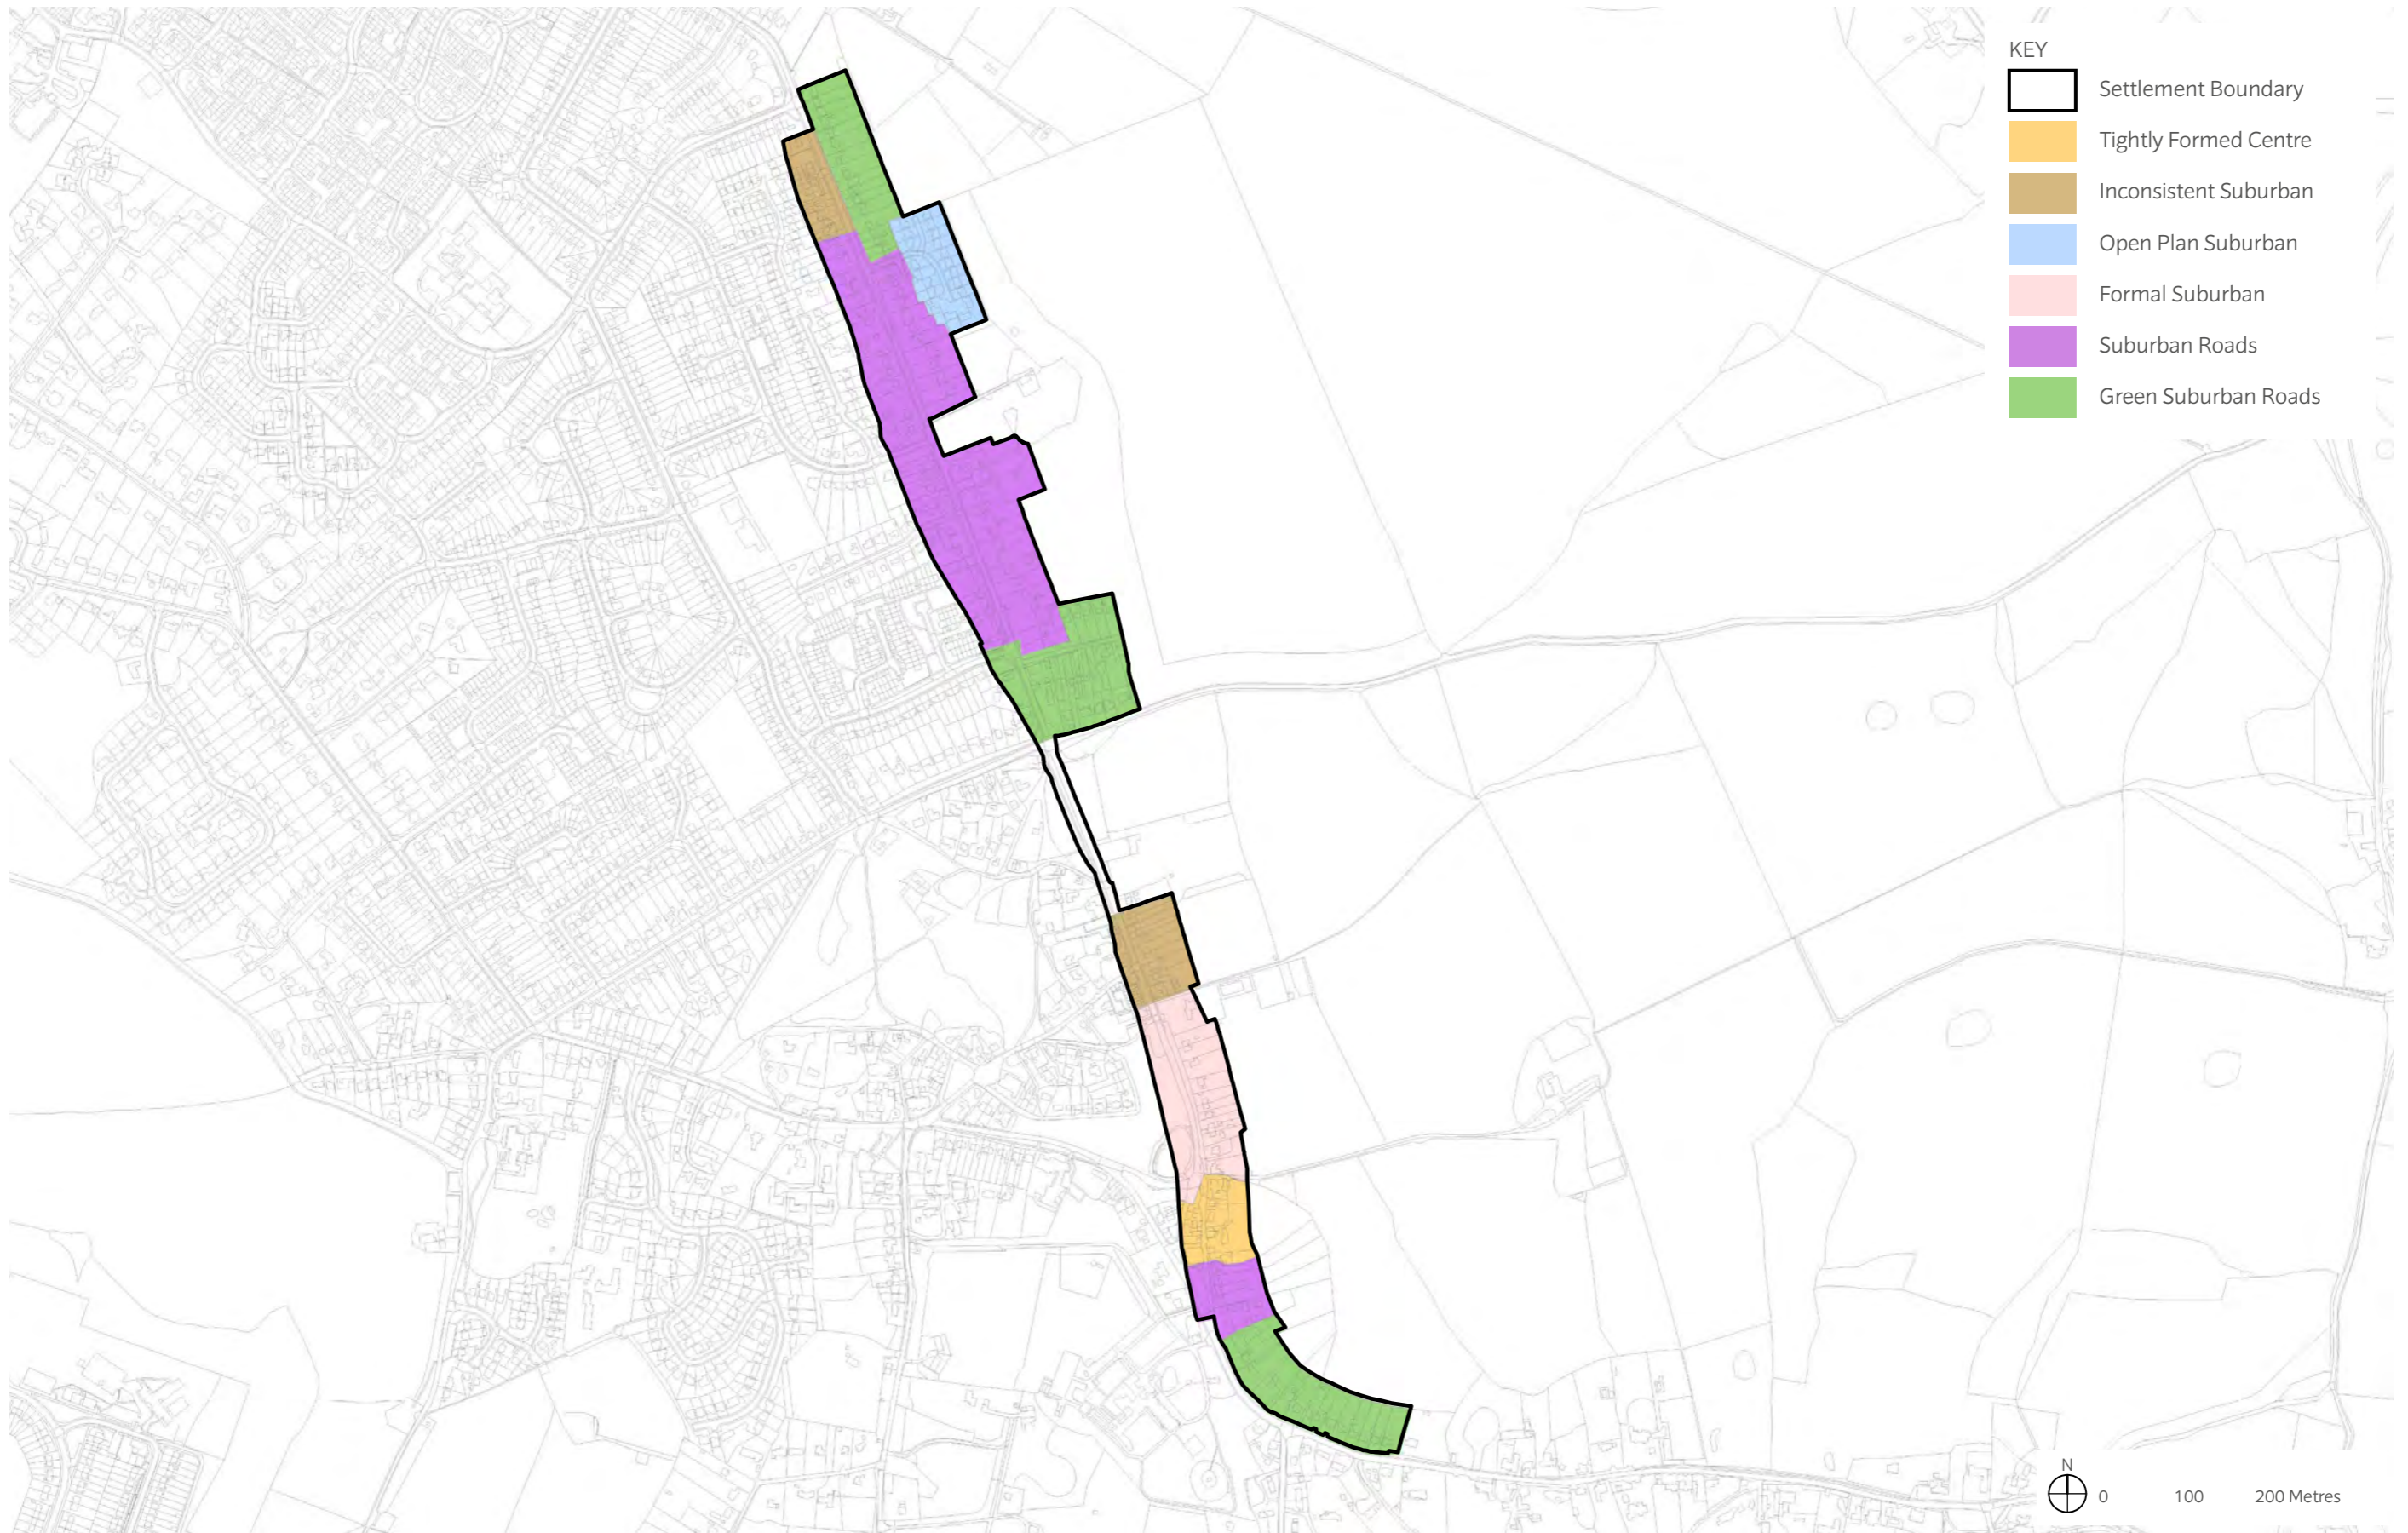 KEY
Settlement Boundary
Tightly Formed Centre
Inconsistent Suburban
Open Plan Suburban
Formal Suburban
Suburban Roads
Green Suburban Roads
N
0 100 200 Metres